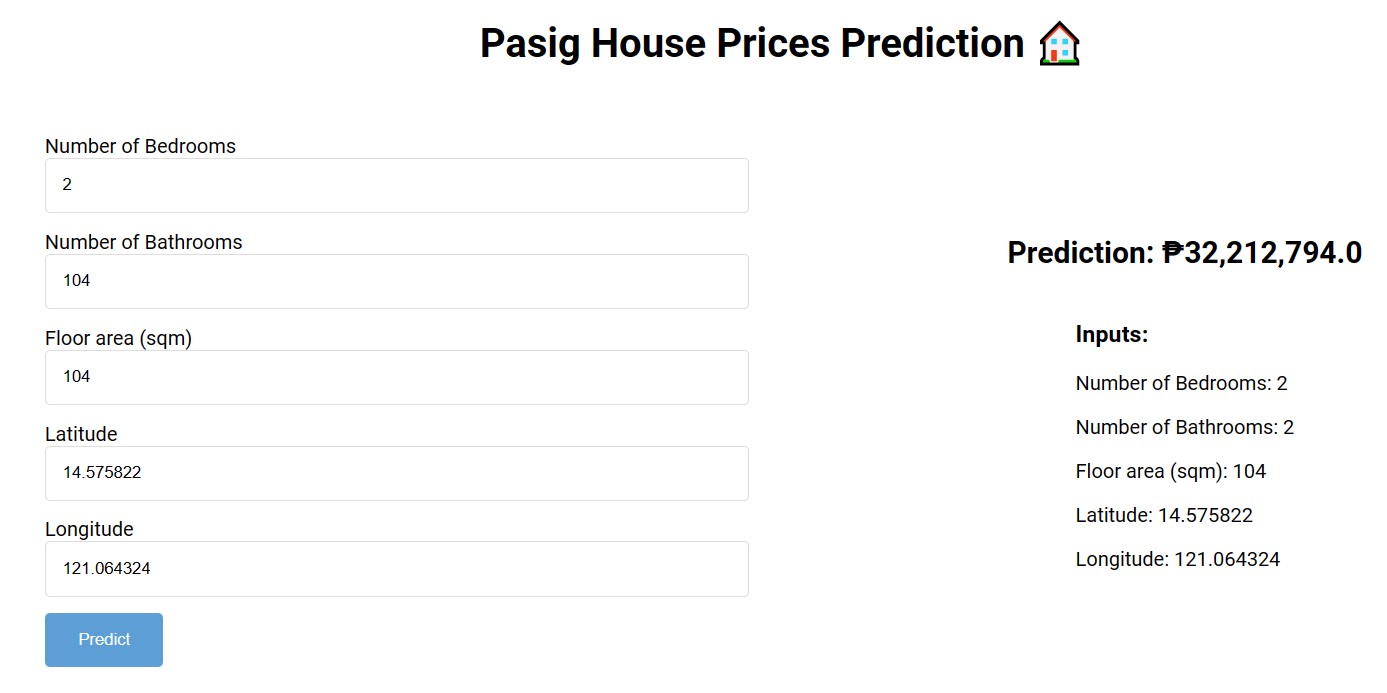 Pasig House Prices Prediction 🏠
Number of Bedrooms
2
Number of Bathrooms
104
Floor area (sqm)
104
Latitude
14.575822
Longitude
121.064324
Predict
Prediction: ₱32,212,794.0
Inputs:
Number of Bedrooms: 2
Number of Bathrooms: 2
Floor area (sqm): 104
Latitude: 14.575822
Longitude: 121.064324